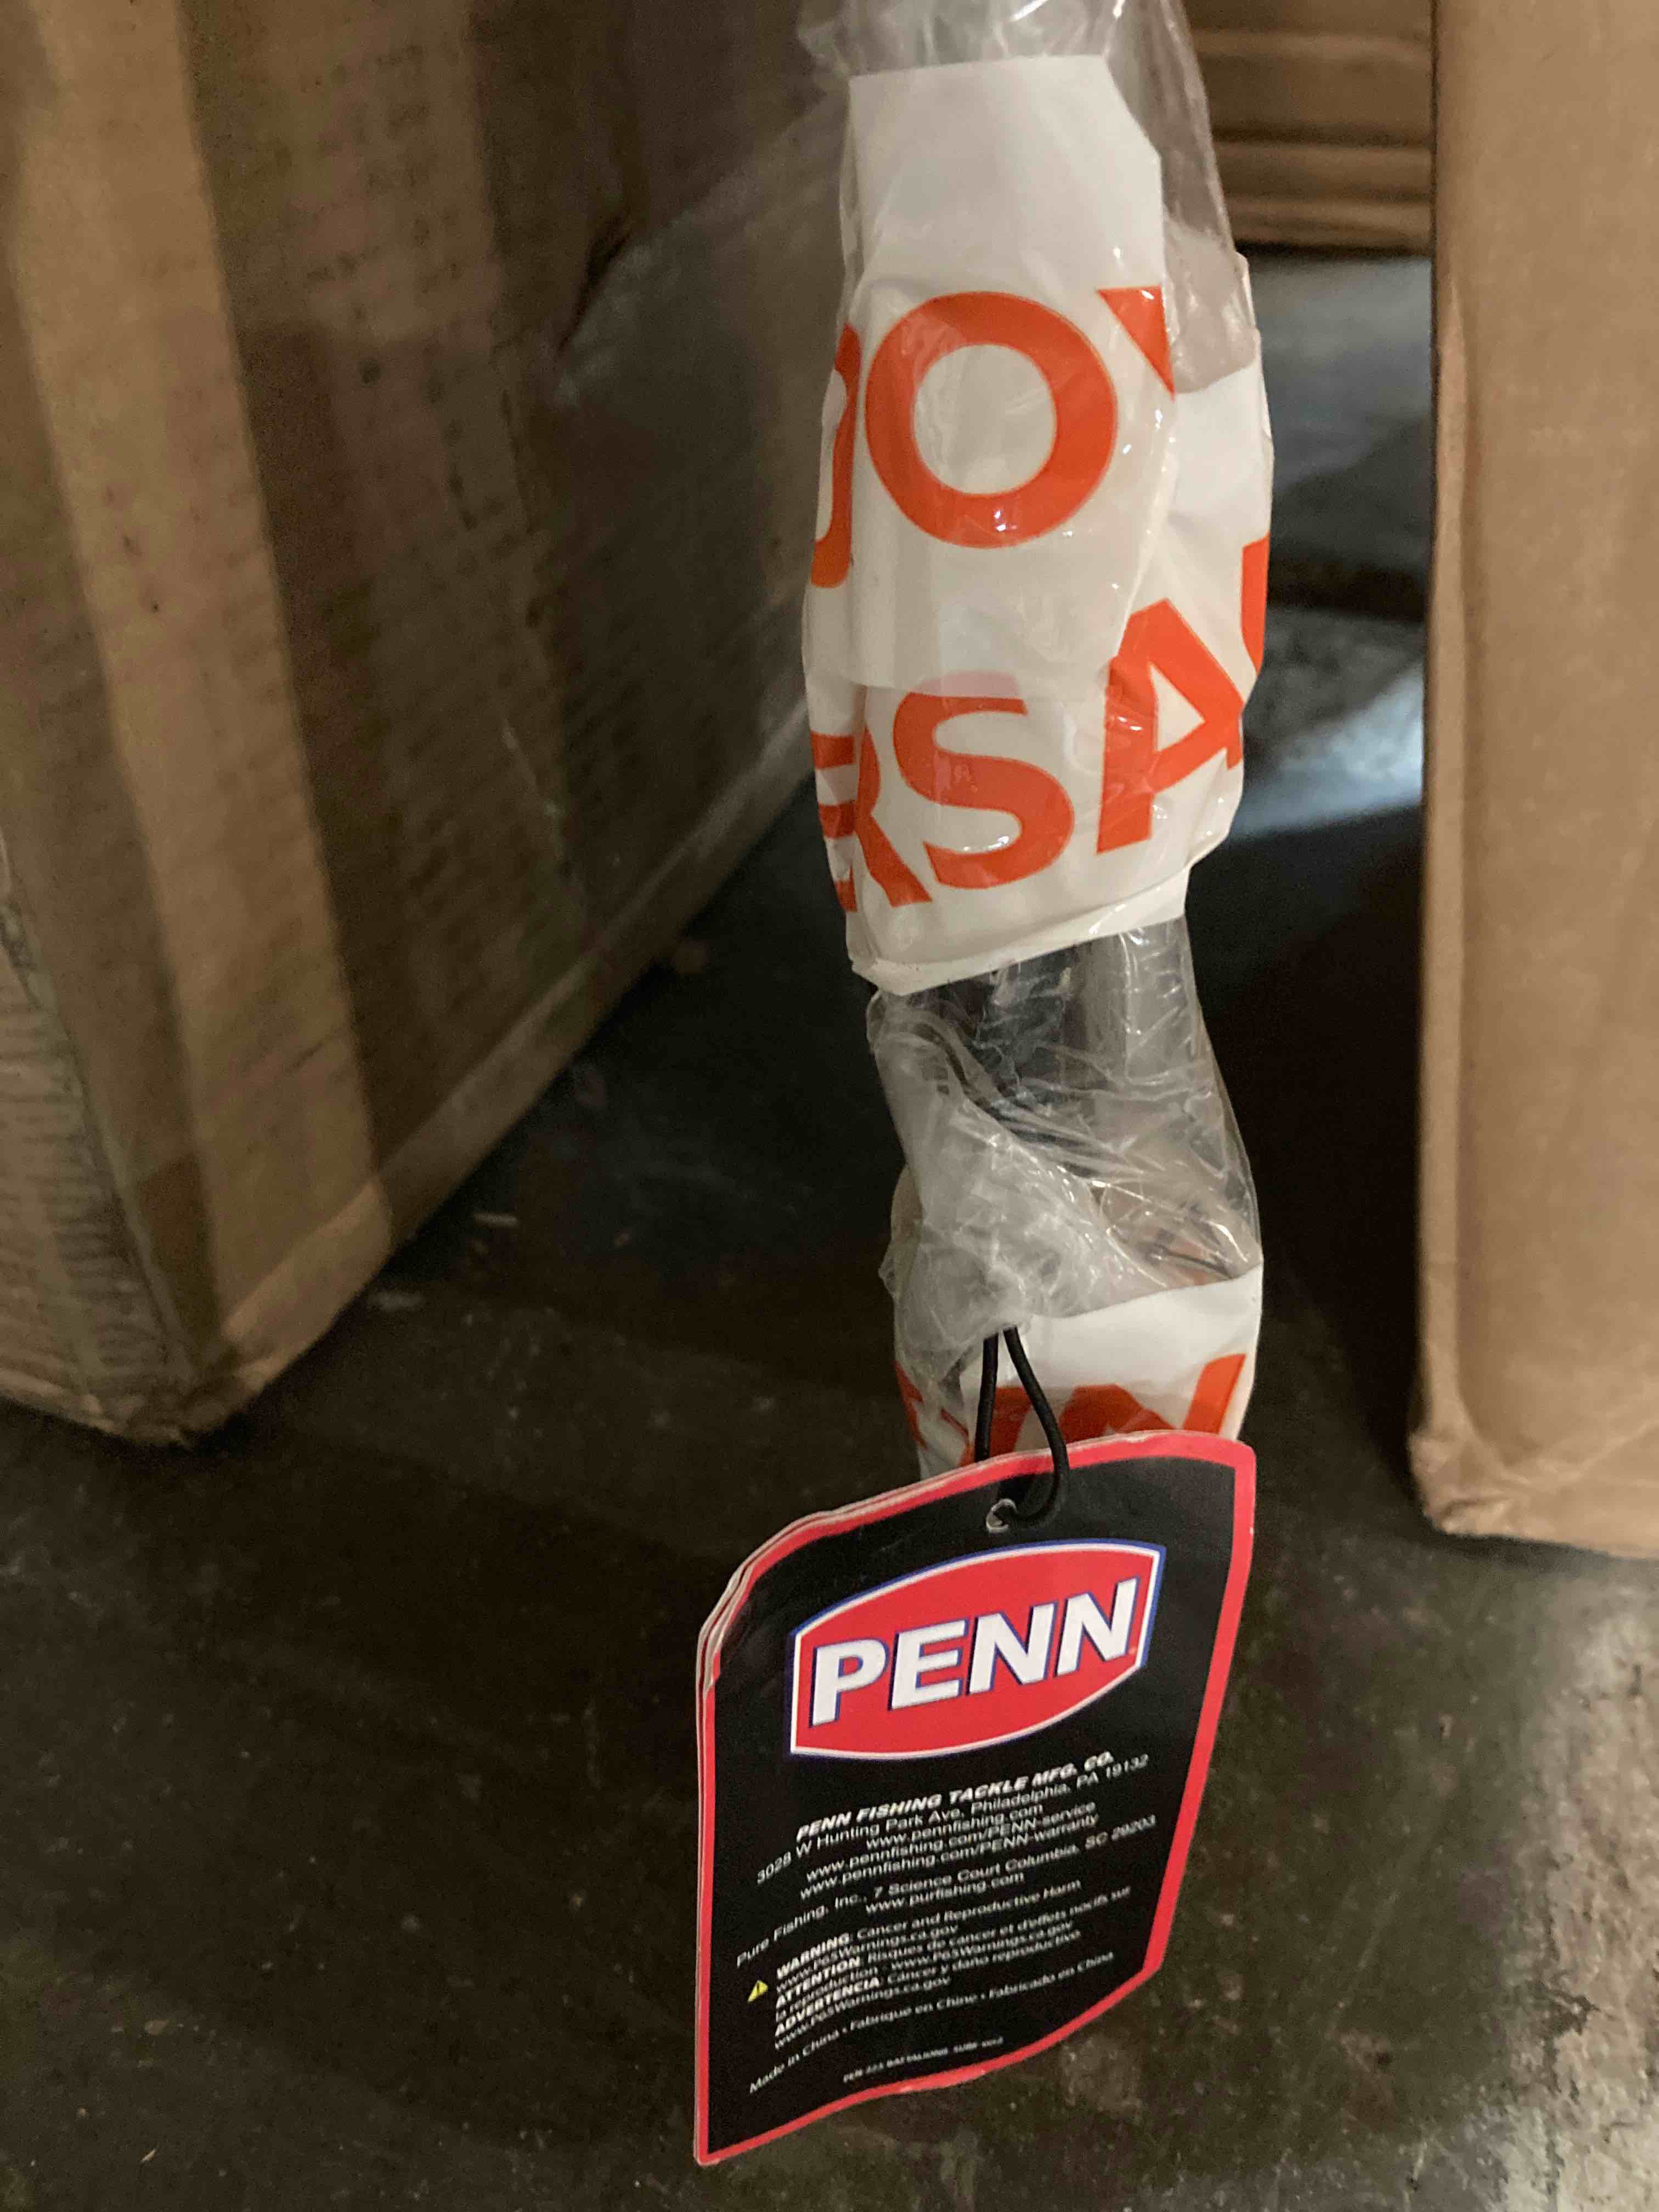 JOY
ERSA
PENN
PENN FISHING TACKLE MFG. CO.
3028 W Hunting Park Ave, Philadelphia, PA 19132
www.pennfishing.com
www.pennfishing.com/PENN-service
www.pennfishing.com/PENN-warranty
Pure Fishing, Inc., 7 Science Court Columbia, SC 29203
www.purfishing.com
WARNING: Cancer and Reproductive Harm
www.P65Warnings.ca.gov
ATTENTION: Risques de cancer et d'effets nocifs sur
la reproduction - www.P65Warnings.ca.gov
ADVERTENCIA: Cáncer y daño reproductivo
www.P65Warnings.ca.gov
Made in China • Fabriqué en Chine • Fabricado en China